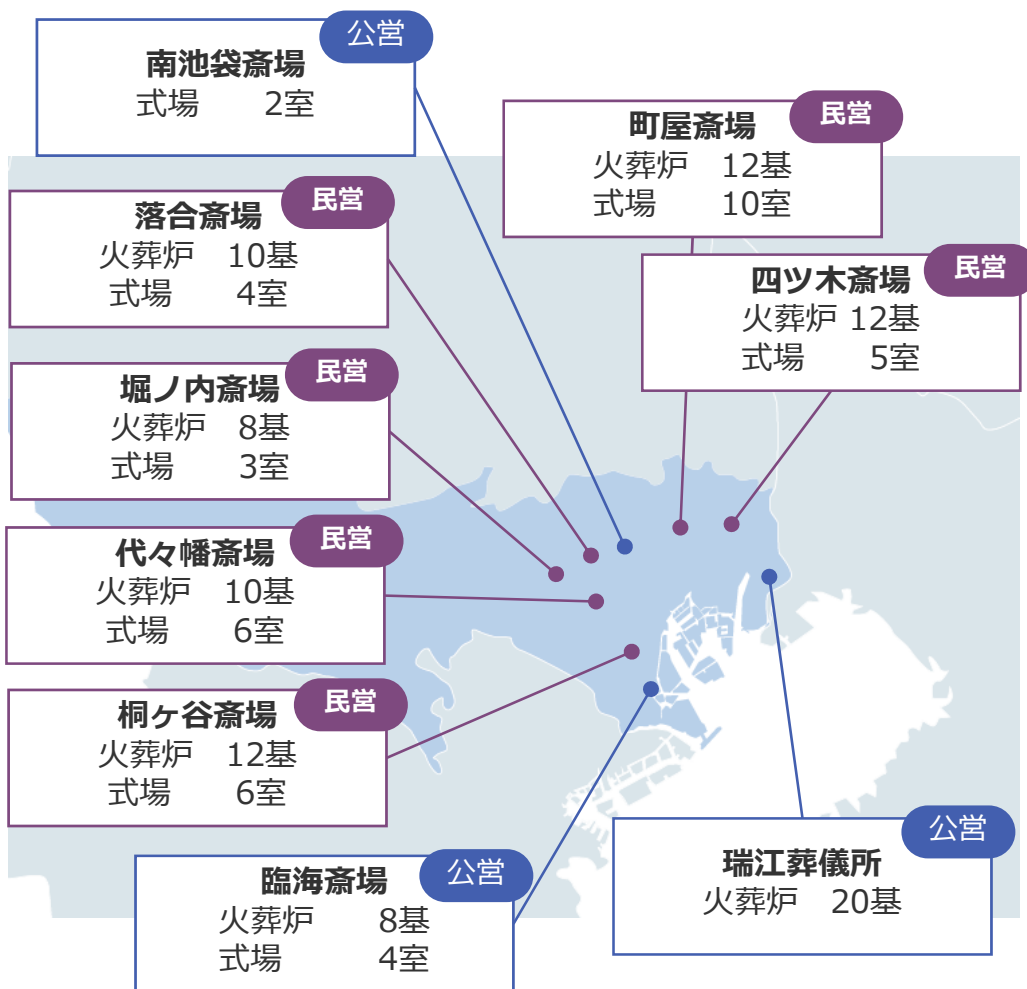 公営
南池袋斎場
式場 2室
民営
町屋斎場
火葬炉 12基
式場 10室
民営
落合斎場
火葬炉 10基
式場 4室
民営
四ツ木斎場
火葬炉 12基
式場 5室
民営
堀ノ内斎場
火葬炉 8基
式場 3室
民営
代々幡斎場
火葬炉 10基
式場 6室
民営
桐ヶ谷斎場
火葬炉 12基
式場 6室
公営
臨海斎場
火葬炉 8基
式場 4室
公営
瑞江葬儀所
火葬炉 20基